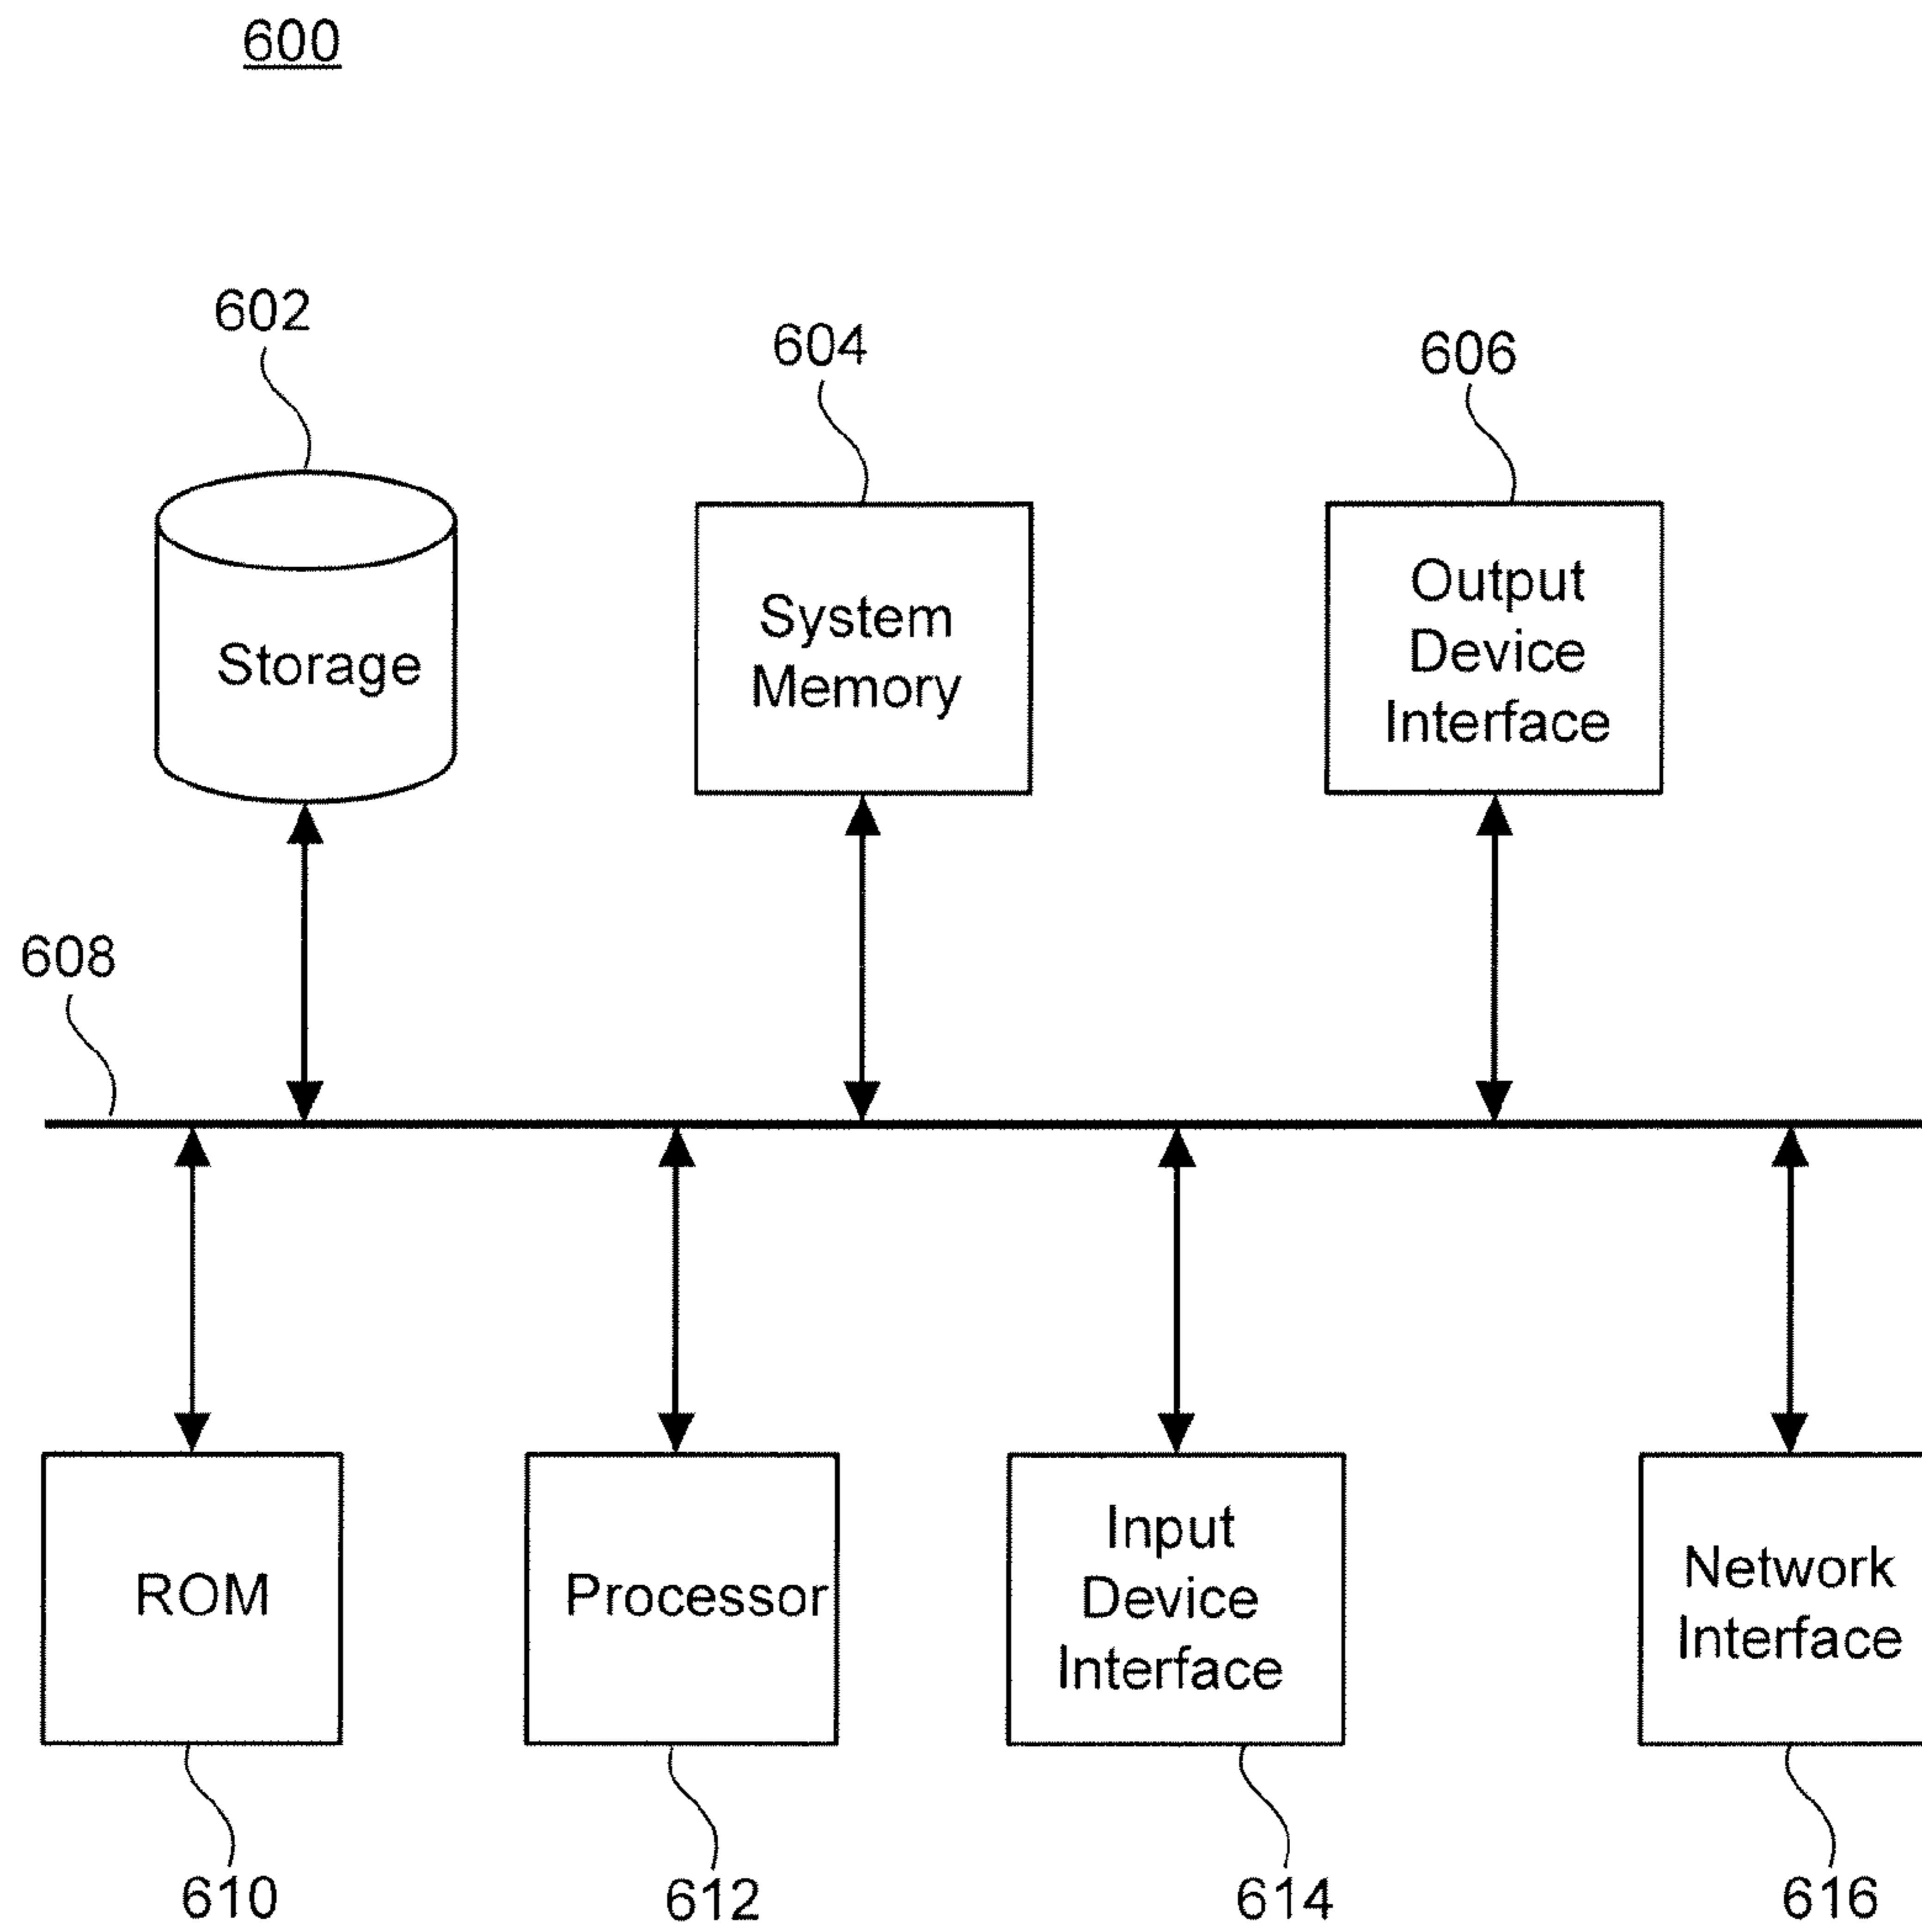 600
602
604
606
Storage
System
Memory
Output
Device
Interface
608
ROM
Processor
Input
Device
Interface
Network
Interface
610
612
614
616